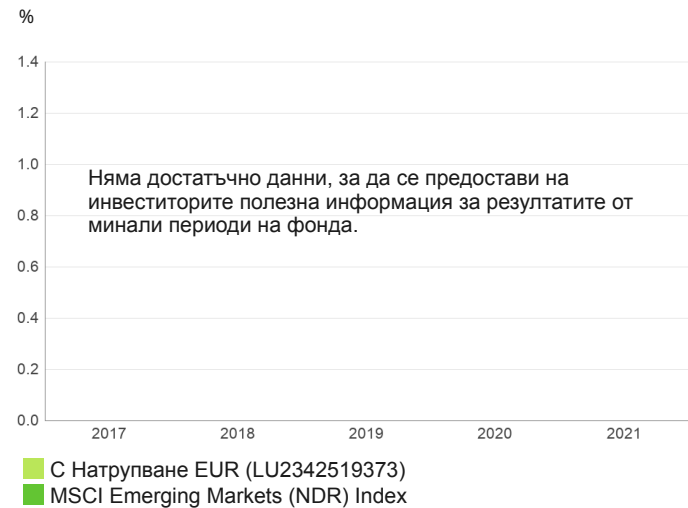 %
1.4
1.2
1.0
Няма достатъчно данни, за да се предостави на
инвеститорите полезна информация за резултатите от
0.8
минали периоди на фонда.
0.6
0.4
0.2
0.0
2017 2018 2019 2020 2021
C Натрупване EUR (LU2342519373)
MSCI Emerging Markets (NDR) Index